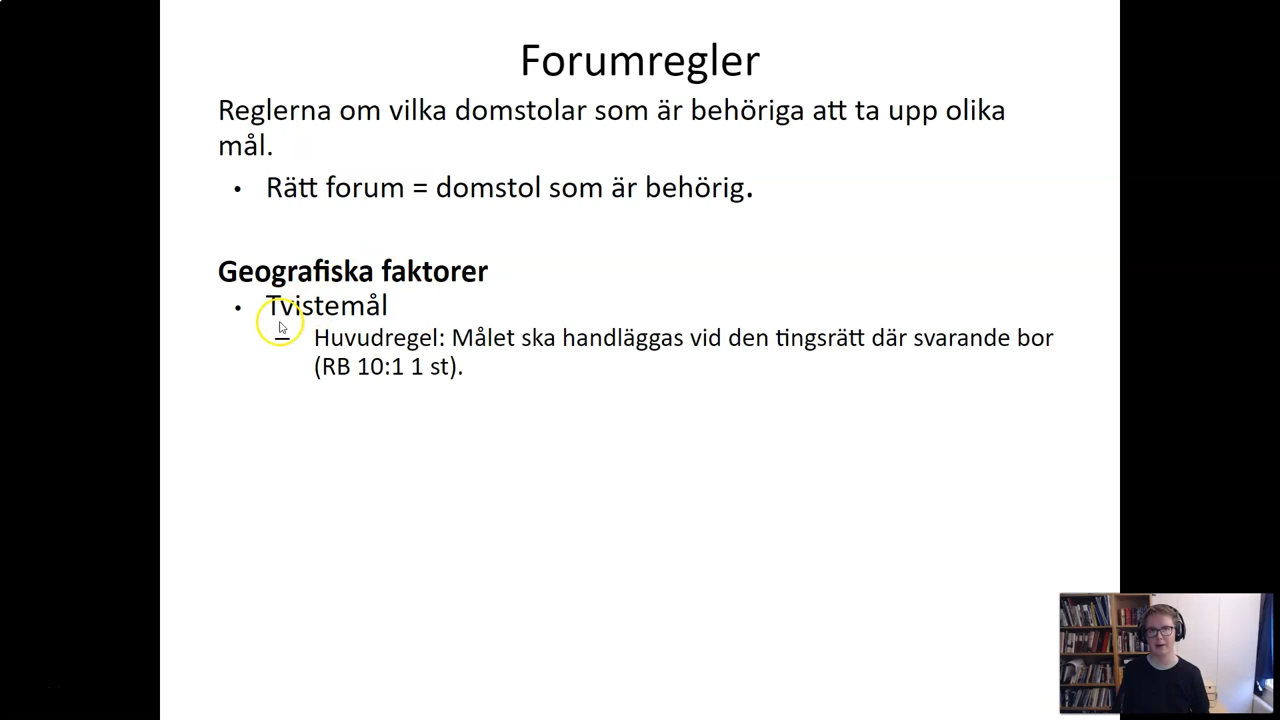 Forumregler
Reglerna om vilka domstolar som är behöriga att ta upp olika
mål.
• Rätt forum = domstol som är behörig.
Geografiska faktorer
• Tvistemål
– Huvudregel: Målet ska handläggas vid den tingsrätt där svarande bor
(RB 10:1 1 st).